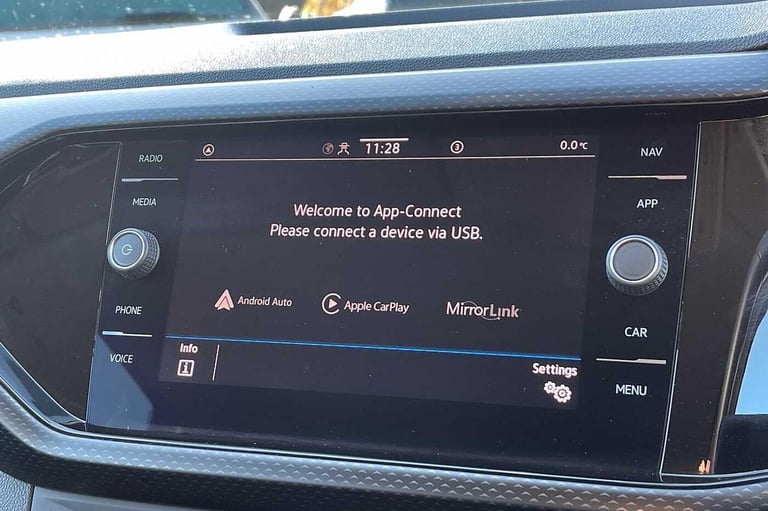 RADIO
MEDIA
PHONE
VOICE
11:28
3
0.0°C
Welcome to App-Connect
Please connect a device via USB.
Android Auto
Apple CarPlay
MirrorLink
Info
i
Settings
NAV
APP
CAR
MENU